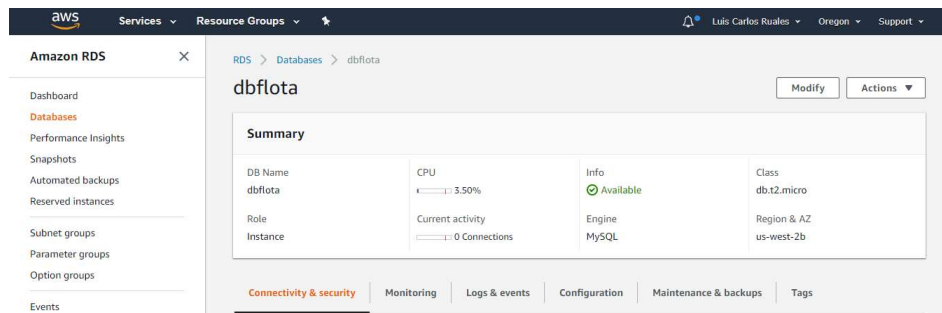 aws Services Resource Groups Luis Carlos Ruales Oregon Support
Amazon RDS
Dashboard
Databases
Performance Insights
Snapshots
Automated backups
Reserved instances
Subnet groups
Parameter groups
Option groups
Events
RDS > Databases > dbflota
dbflota
Modify Actions
Summary
DB Name CPU Info Class
dbflota 3.50% Available db.t2.micro
Role Current activity Engine Region & AZ
Instance 0 Connections MySQL us-west-2b
Connectivity & security Monitoring Logs & events Configuration Maintenance & backups Tags